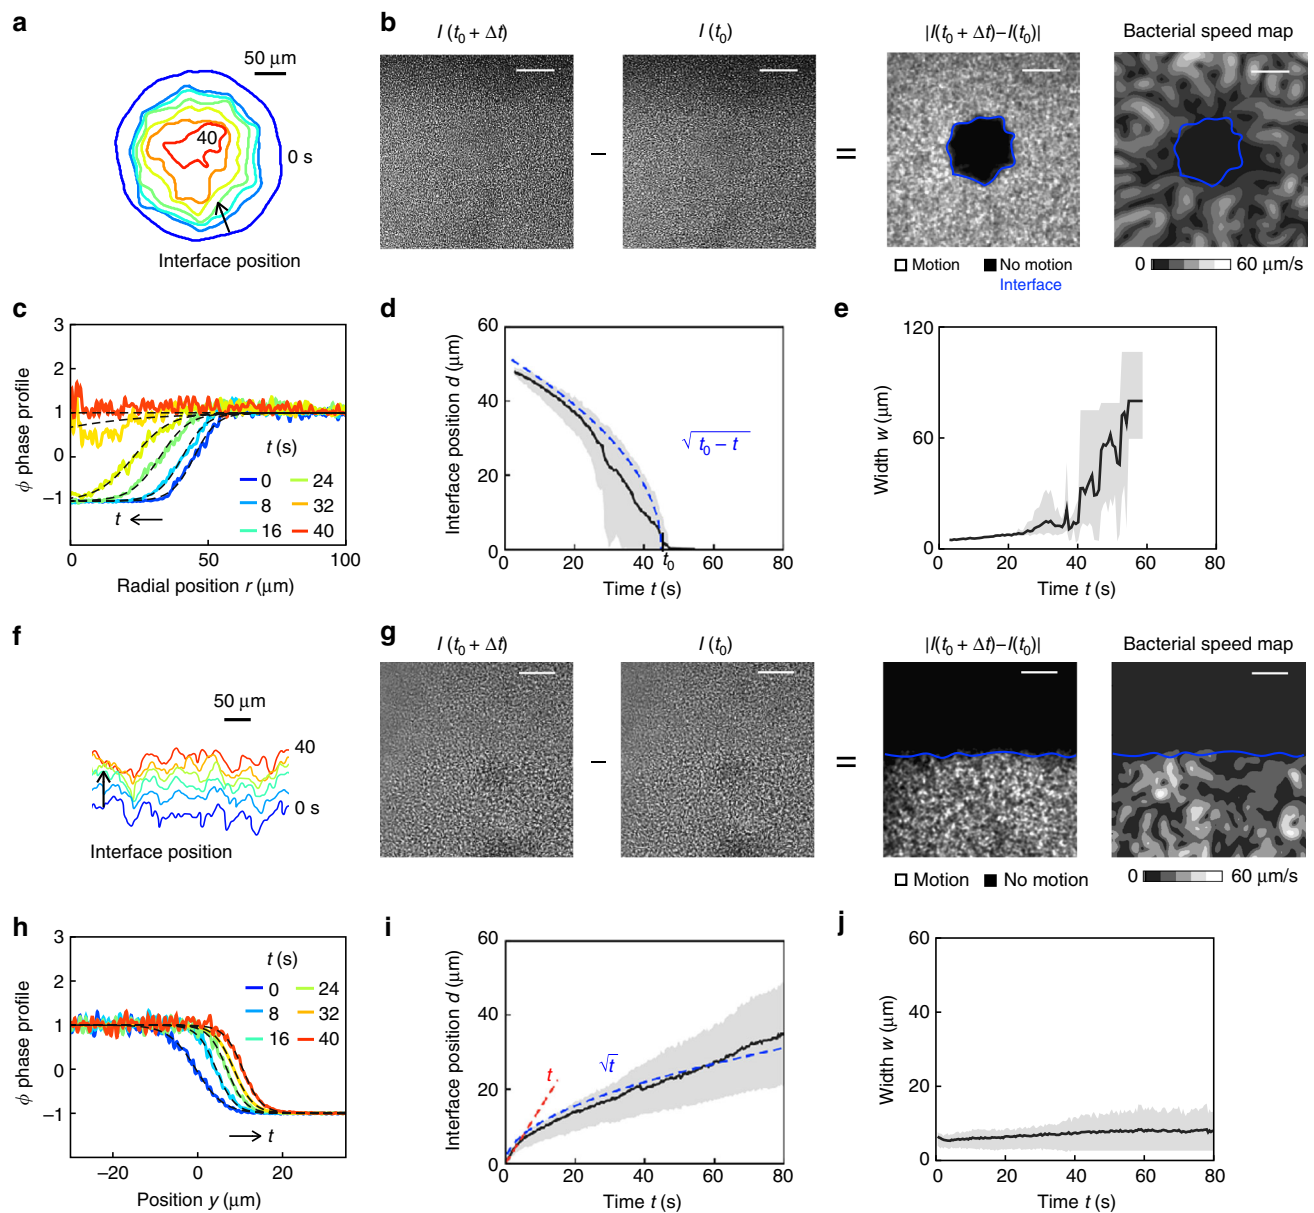 a
50 μm
40
0 s
Interface position
b
I (t₀ + Δt)
I (t₀)
|I(t₀ + Δt)–I(t₀)|
Bacterial speed map
–
=
Motion
No motion
Interface
0
60 μm/s
c
3
2
1
0
–1
ϕ phase profile
t (s)
0
24
8
32
16
40
t
0
50
100
Radial position r (μm)
d
60
40
20
0
Interface position d (μm)
√t₀ – t
t₀
0
20
40
60
80
Time t (s)
e
120
60
0
Width w (μm)
0
20
40
60
80
Time t (s)
f
50 μm
40
0 s
Interface position
g
I (t₀ + Δt)
I (t₀)
|I(t₀ + Δt)–I(t₀)|
Bacterial speed map
–
=
Motion
No motion
0
60 μm/s
h
3
2
1
0
–1
ϕ phase profile
t (s)
0
24
8
32
16
40
t
–20
0
20
Position y (μm)
i
60
40
20
0
Interface position d (μm)
t
√t
0
20
40
60
80
Time t (s)
j
60
40
20
0
Width w (μm)
0
20
40
60
80
Time t (s)